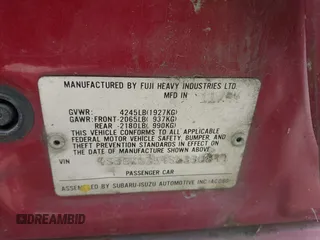 MANUFACTURED BY FUJI HEAVY INDUSTRIES LTD.
MFD IN
GVWR: 4245LB(1927KG)
GAWR:FRONT-2065LB( 937KG)
REAR -2180LB( 990KG)
THIS VEHICLE CONFORMS TO ALL APPLICABLE
FEDERAL MOTOR VEHICLE SAFETY, BUMPER, AND
THEFT PREVENTION STANDARDS IN EFFECT
ON THE DATE OF MANUFACTURE SHOWN ABOVE.
VIN
PASSENGER CAR
ASSEMBLED BY SUBARU-ISUZU AUTOMOTIVE INC.
DREAMBID